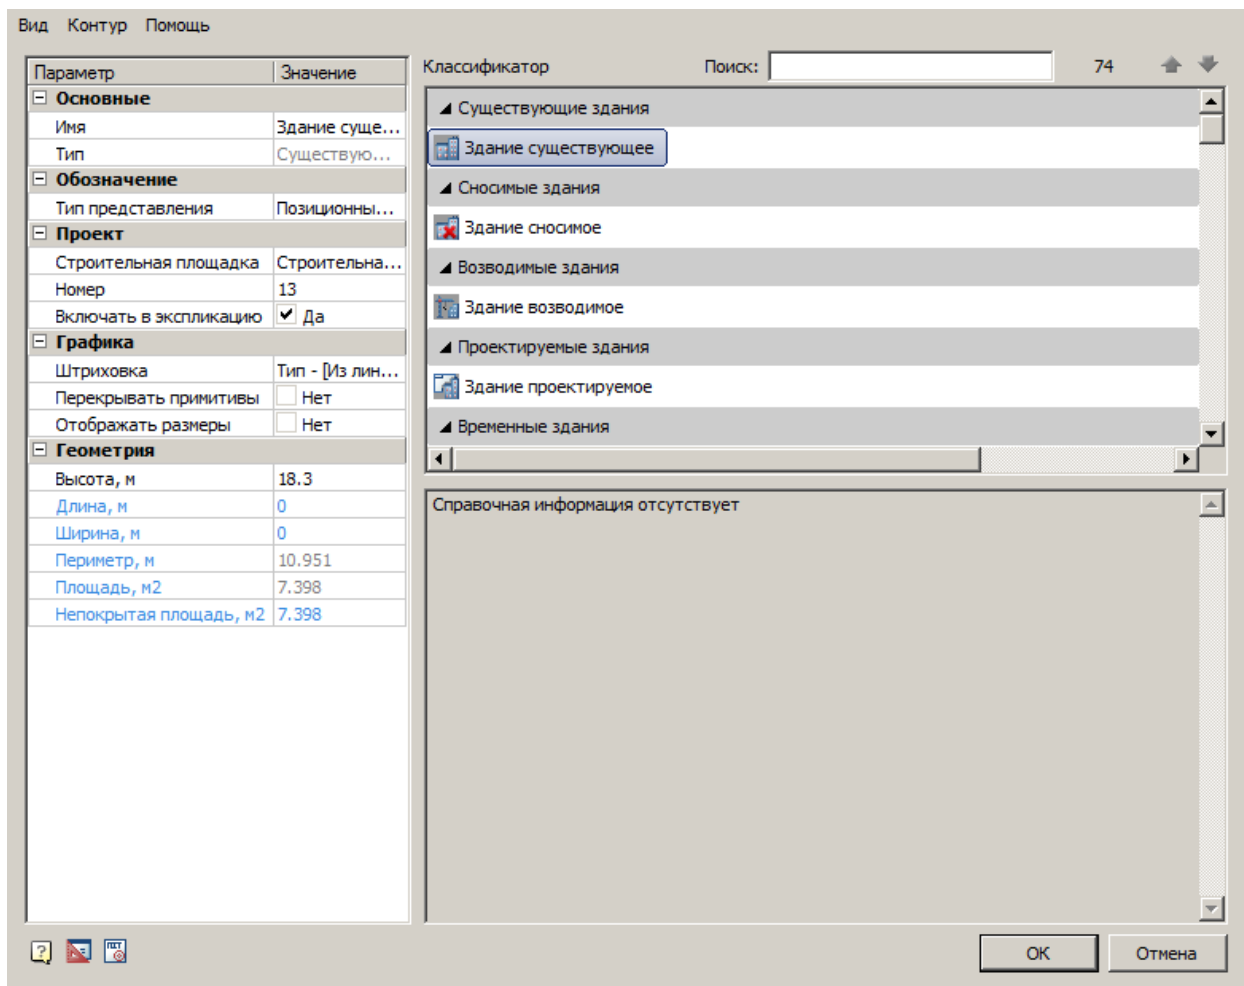 Вид Контур Помощь
Параметр Значение
Основные
Имя Здание суще...
Тип Существую...
Обозначение
Тип представления Позиционны...
Проект
Строительная площадка Строительна...
Номер 13
Включать в экспликацию Да
Графика
Штриховка Тип - [Из лин...
Перекрывать примитивы Нет
Отображать размеры Нет
Геометрия
Высота, м 18.3
Длина, м 0
Ширина, м 0
Периметр, м 10.951
Площадь, м2 7.398
Непокрытая площадь, м2 7.398
Классификатор Поиск: 74
Существующие здания
Здание существующее
Сносимые здания
Здание сносимое
Возводимые здания
Здание возводимое
Проектируемые здания
Здание проектируемое
Временные здания
Справочная информация отсутствует
OK Отмена